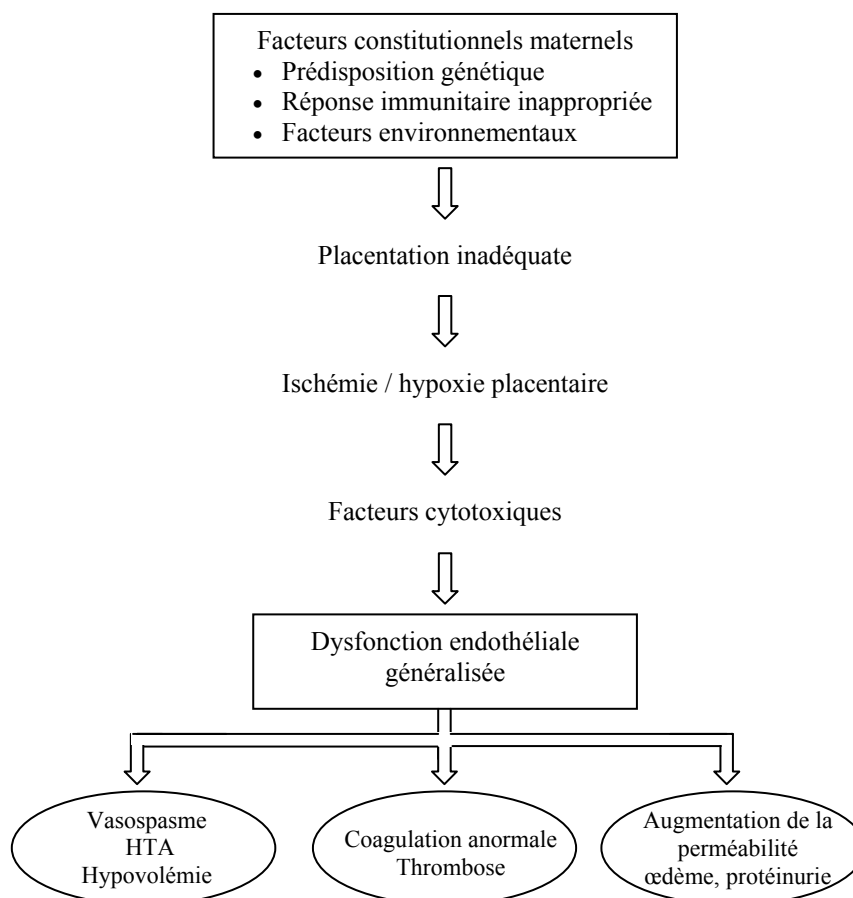 Facteurs constitutionnels maternels
• Prédisposition génétique
• Réponse immunitaire inappropriée
• Facteurs environnementaux
Placentation inadéquate
Ischémie / hypoxie placentaire
Facteurs cytotoxiques
Dysfonction endothéliale
généralisée
Vasospasme
HTA
Hypovolémie
Coagulation anormale
Thrombose
Augmentation de la
perméabilité
œdème, protéinurie